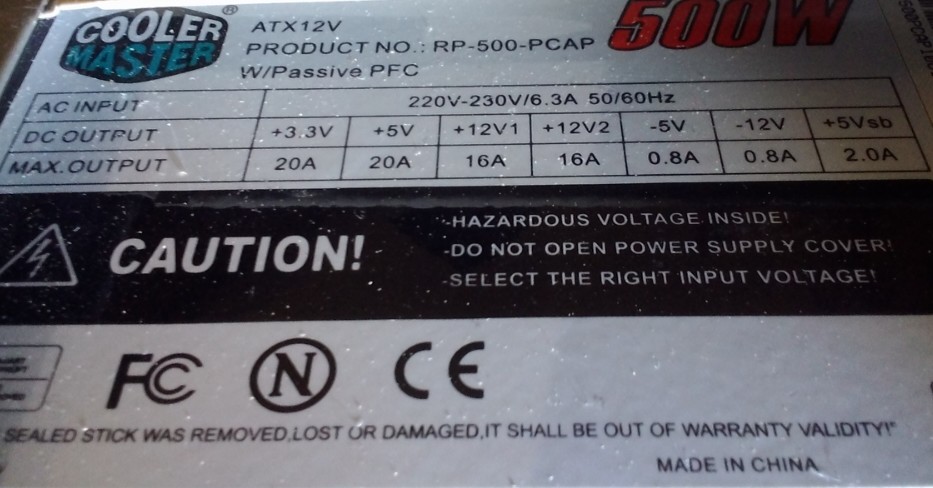 COOLER MASTER®
ATX12V
PRODUCT NO.: RP-500-PCAP
W/Passive PFC
500W
AC INPUT 220V-230V/6.3A 50/60Hz
DC OUTPUT +3.3V +5V +12V1 +12V2 -5V -12V +5Vsb
MAX.OUTPUT 20A 20A 16A 16A 0.8A 0.8A 2.0A
CAUTION!
-HAZARDOUS VOLTAGE INSIDE!
-DO NOT OPEN POWER SUPPLY COVER!
-SELECT THE RIGHT INPUT VOLTAGE!
FC N CE
SEALED STICK WAS REMOVED,LOST OR DAMAGED,IT SHALL BE OUT OF WARRANTY VALIDITY!"
MADE IN CHINA